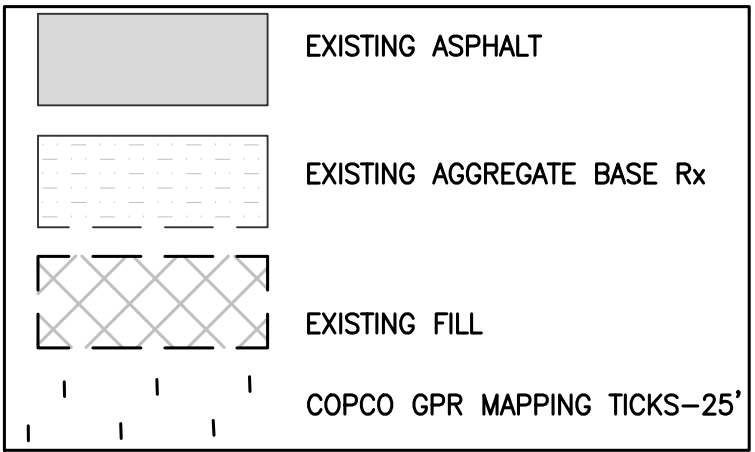 EXISTING ASPHALT
EXISTING AGGREGATE BASE Rx
EXISTING FILL
COPCO GPR MAPPING TICKS-25'